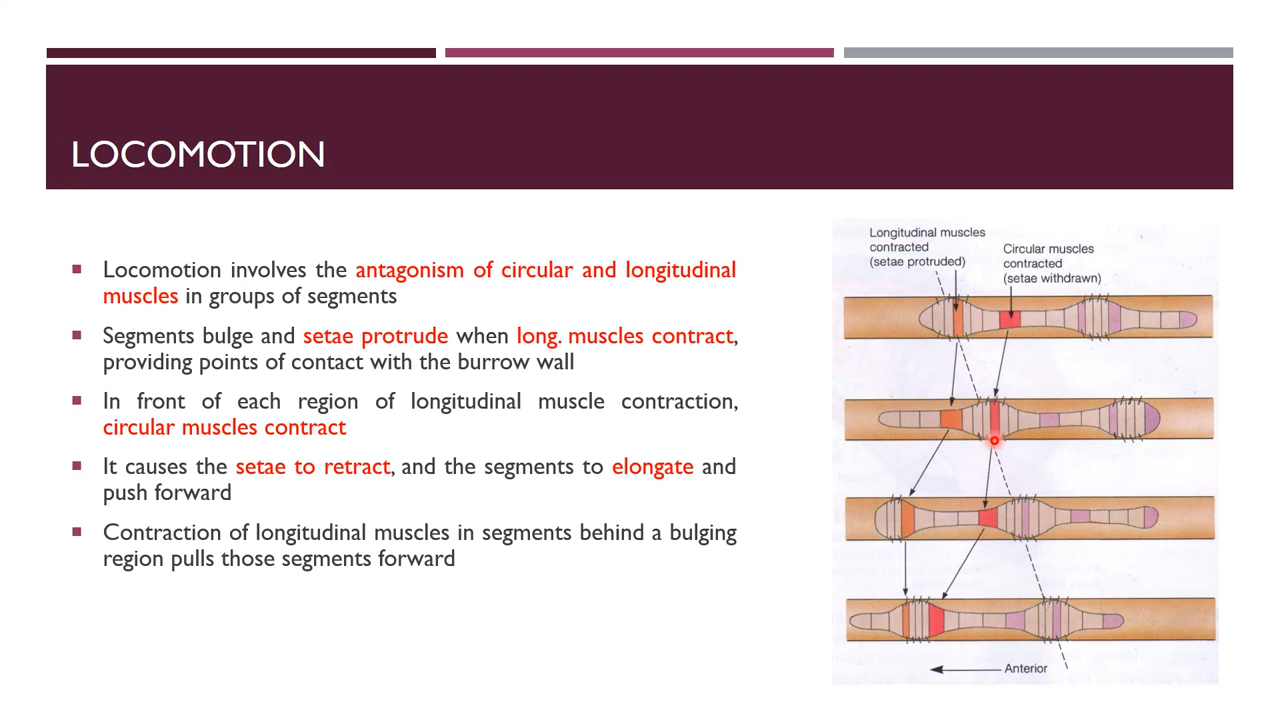 LOCOMOTION
Locomotion involves the antagonism of circular and longitudinal
muscles in groups of segments
Segments bulge and setae protrude when long. muscles contract,
providing points of contact with the burrow wall
In front of each region of longitudinal muscle contraction,
circular muscles contract
It causes the setae to retract, and the segments to elongate and
push forward
Contraction of longitudinal muscles in segments behind a bulging
region pulls those segments forward
Longitudinal muscles
contracted
(setae protruded)
Circular muscles
contracted
(setae withdrawn)
Anterior